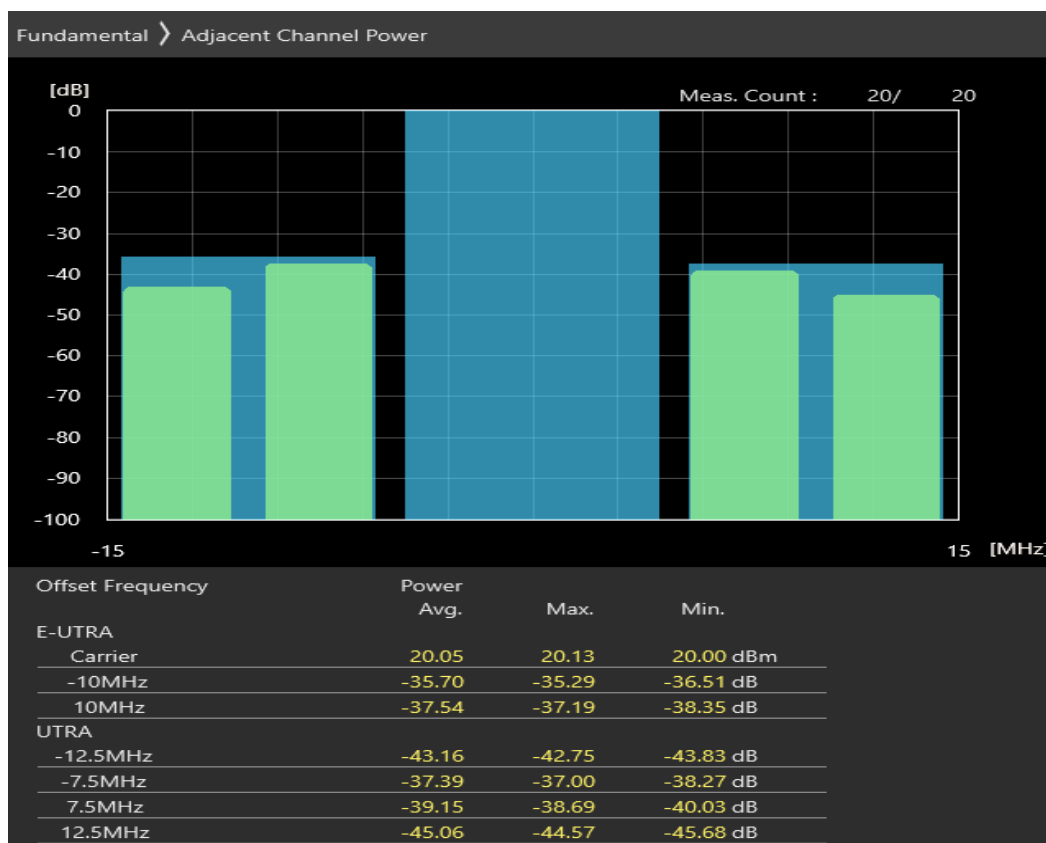 Fundamental 〉 Adjacent Channel Power
[dB]
Meas. Count : 20/ 20
0
-10
-20
-30
-40
-50
-60
-70
-80
-90
-100
-15 15 [MHz]
Offset Frequency Power
Avg. Max. Min.
E-UTRA
Carrier 20.05 20.13 20.00 dBm
-10MHz -35.70 -35.29 -36.51 dB
10MHz -37.54 -37.19 -38.35 dB
UTRA
-12.5MHz -43.16 -42.75 -43.83 dB
-7.5MHz -37.39 -37.00 -38.27 dB
7.5MHz -39.15 -38.69 -40.03 dB
12.5MHz -45.06 -44.57 -45.68 dB